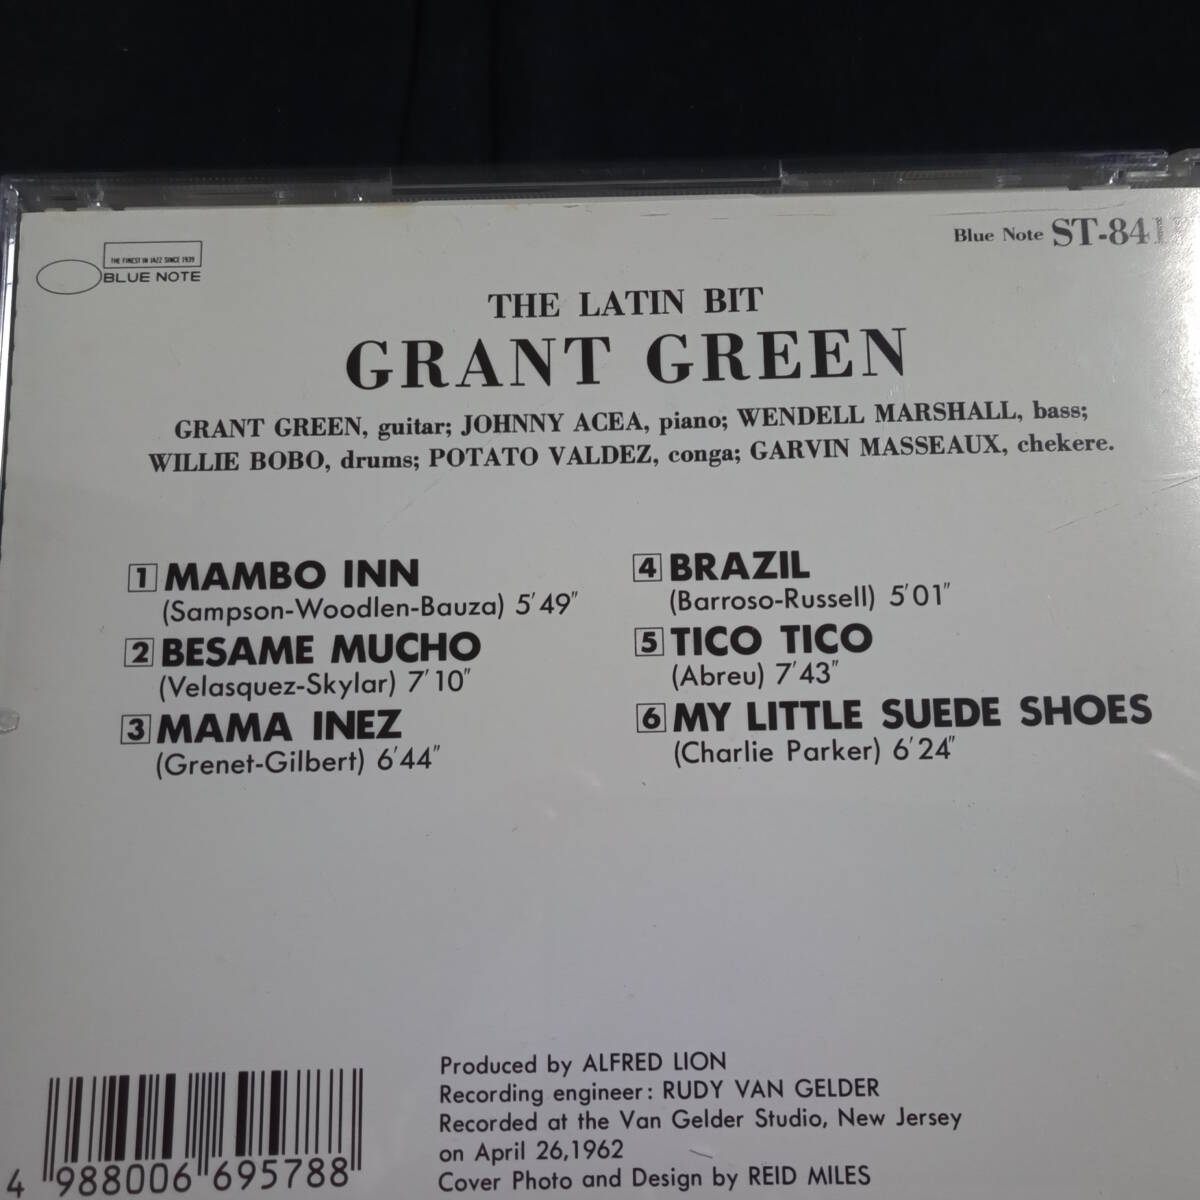 THE FINEST IN JAZZ SINCE 1939
BLUE NOTE
Blue Note
THE LATIN BIT
GRANT GREEN
GRANT GREEN, guitar; JOHNNY ACEA, piano; WENDELL MARSHALL, bass;
WILLIE BOBO, drums; POTATO VALDEZ, conga; GARVIN MASSEAUX, chekere.
1 MAMBO INN
(Sampson-Woodlen-Bauza) 5'49"
2 BESAME MUCHO
(Velasquez-Skylar) 7'10"
3 MAMA INEZ
(Grenet-Gilbert) 6'44"
4 BRAZIL
(Barroso-Russell) 5'01"
5 TICO TICO
(Abreu) 7'43"
6 MY LITTLE SUEDE SHOES
(Charlie Parker) 6'24"
Produced by ALFRED LION
Recording engineer: RUDY VAN GELDER
Recorded at the Van Gelder Studio, New Jersey
on April 26,1962
Cover Photo and Design by REID MILES
4 988006 695788